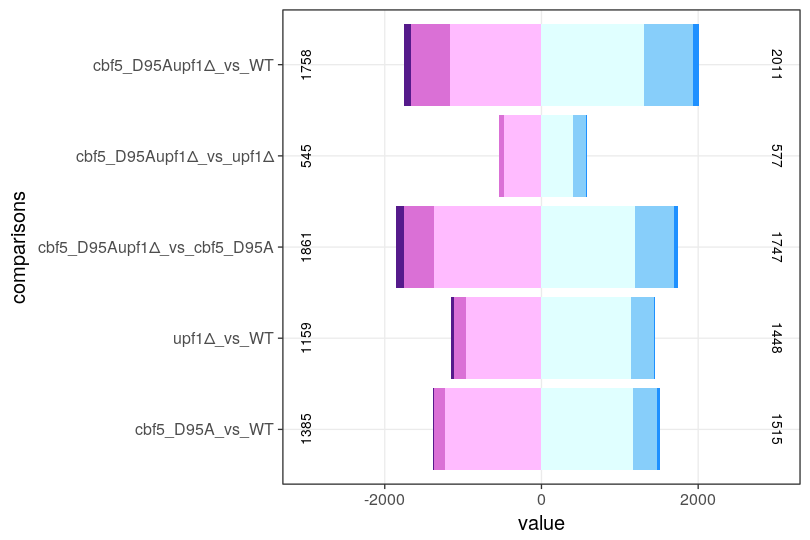 comparisons
cbf5_D95Aupf1Δ_vs_WT
1758
2011
cbf5_D95Aupf1Δ_vs_upf1Δ
545
577
cbf5_D95Aupf1Δ_vs_cbf5_D95A
1861
1747
upf1Δ_vs_WT
1159
1448
cbf5_D95A_vs_WT
1385
1515
-2000
0
2000
value